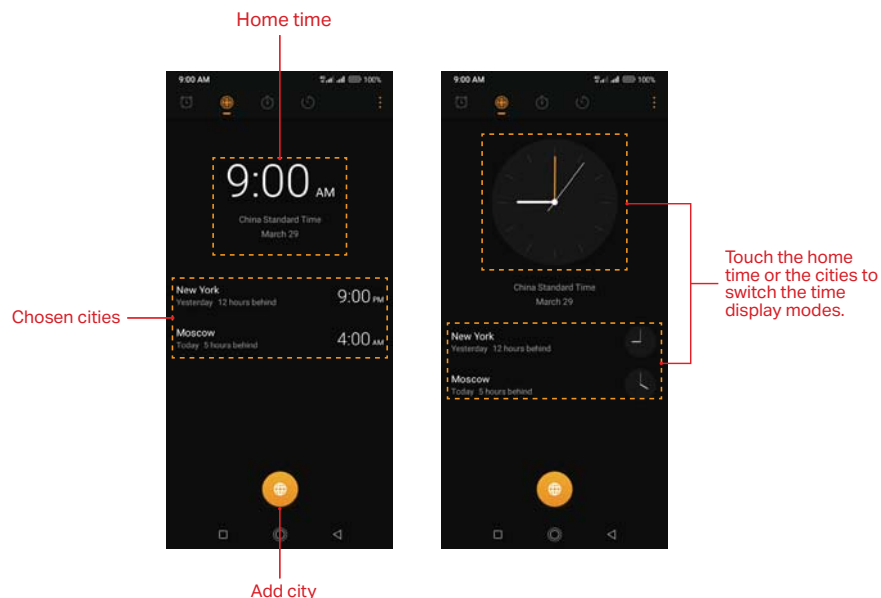 Home time
9:00 AM
100%
9:00 AM
China Standard Time
March 29
New York
Yesterday 12 hours behind
9:00 PM
Moscow
Today 5 hours behind
4:00 AM
Chosen cities
Add city
9:00 AM
100%
China Standard Time
March 29
New York
Yesterday 12 hours behind
Moscow
Today 5 hours behind
Touch the home
time or the cities to
switch the time
display modes.